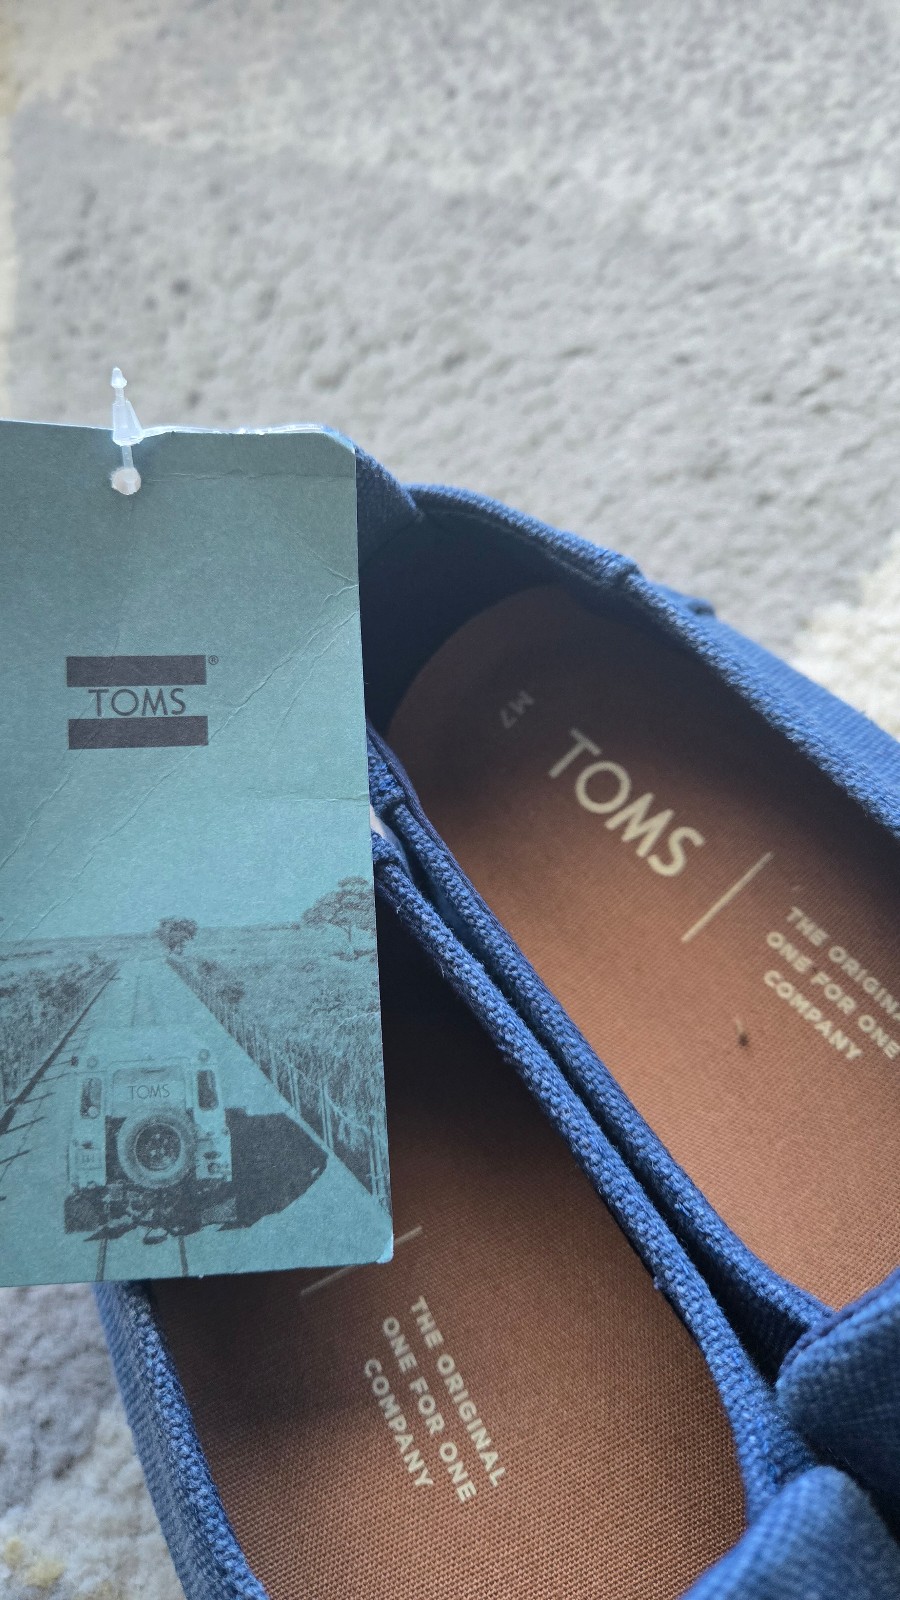 TOMS®
TOMS
M7
TOMS
THE ORIGINAL
ONE FOR ONE
COMPANY
THE ORIGINAL
ONE FOR ONE
COMPANY